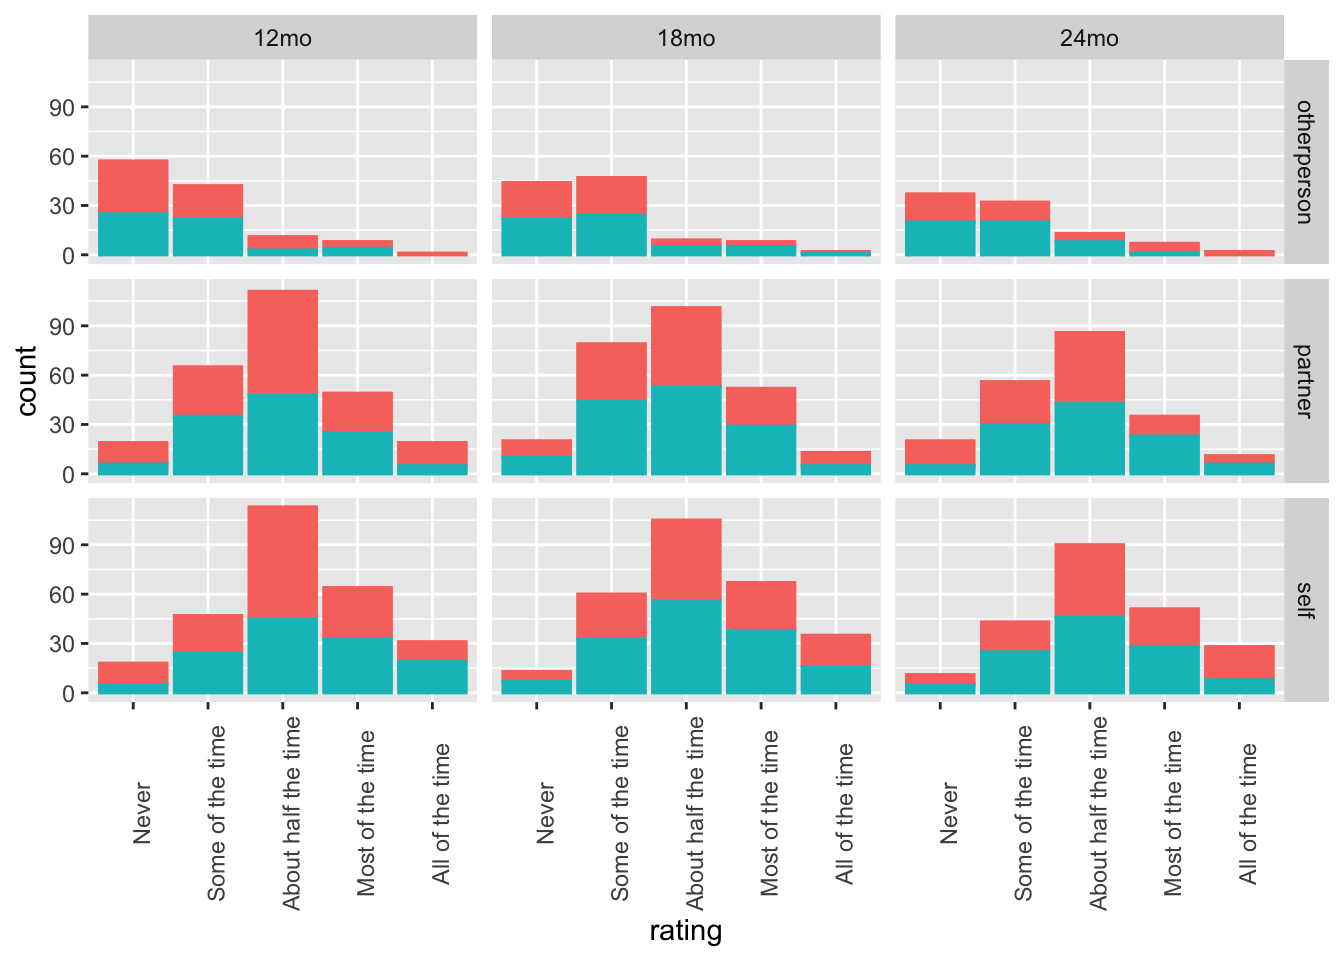 12mo
18mo
24mo
90
60
30
0
otherperson
count
90
60
30
0
partner
90
60
30
0
self
Never
Some of the time
About half the time
Most of the time
All of the time
Never
Some of the time
About half the time
Most of the time
All of the time
Never
Some of the time
About half the time
Most of the time
All of the time
rating